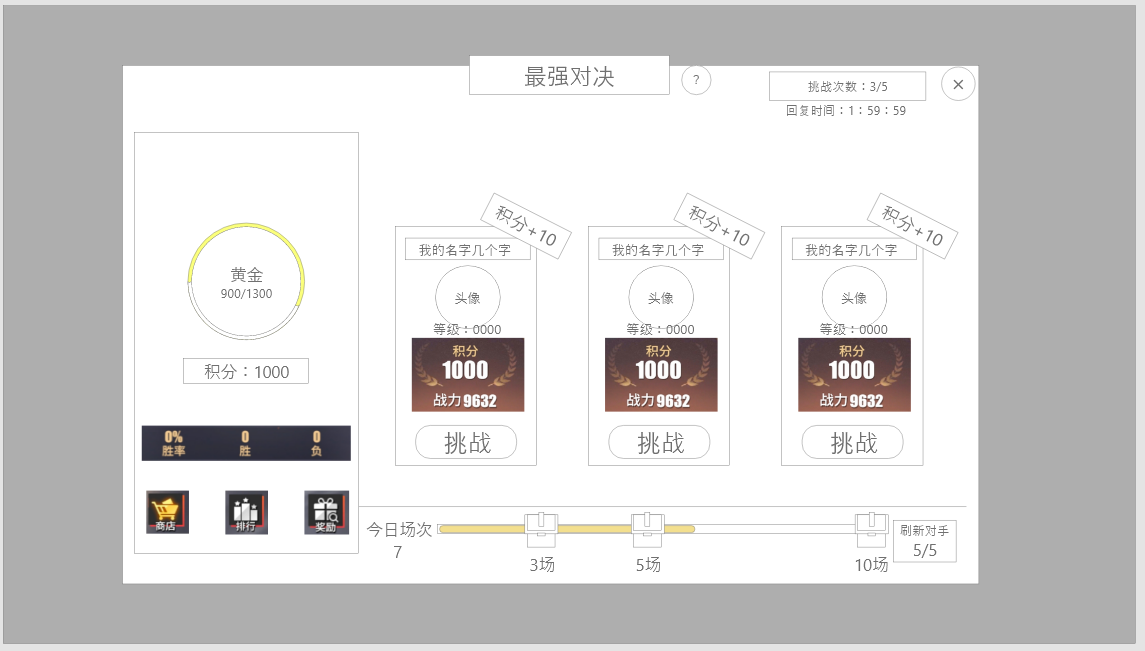 最强对决
?
挑战次数：3/5
×
回复时间：1：59：59
黄金
900/1300
积分：1000
0%
胜率
0
胜
0
负
商店
排行
奖励
积分+10
我的名字几个字
头像
等级：0000
积分
1000
战力9632
挑战
积分+10
我的名字几个字
头像
等级：0000
积分
1000
战力9632
挑战
积分+10
我的名字几个字
头像
等级：0000
积分
1000
战力9632
挑战
今日场次
7
3场
5场
10场
刷新对手
5/5